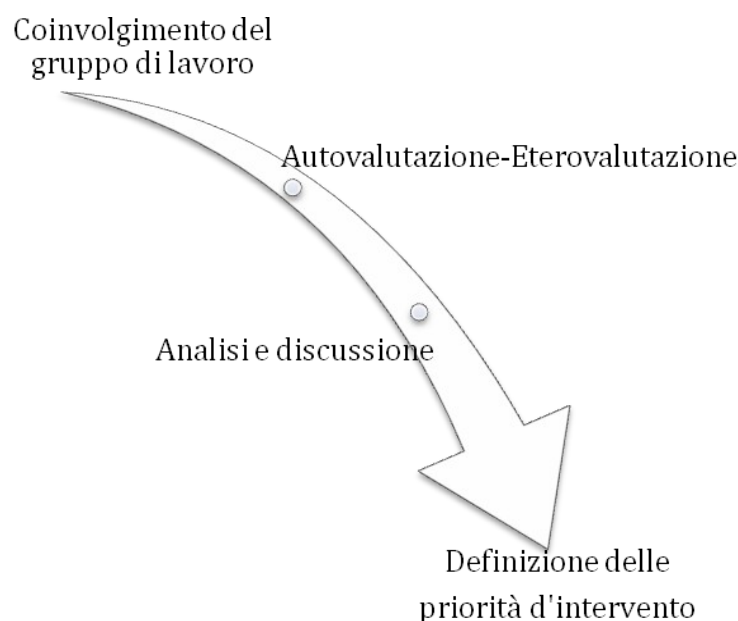 Coinvolgimento del
gruppo di lavoro
Autovalutazione-Eterovalutazione
Analisi e discussione
Definizione delle
priorità d'intervento